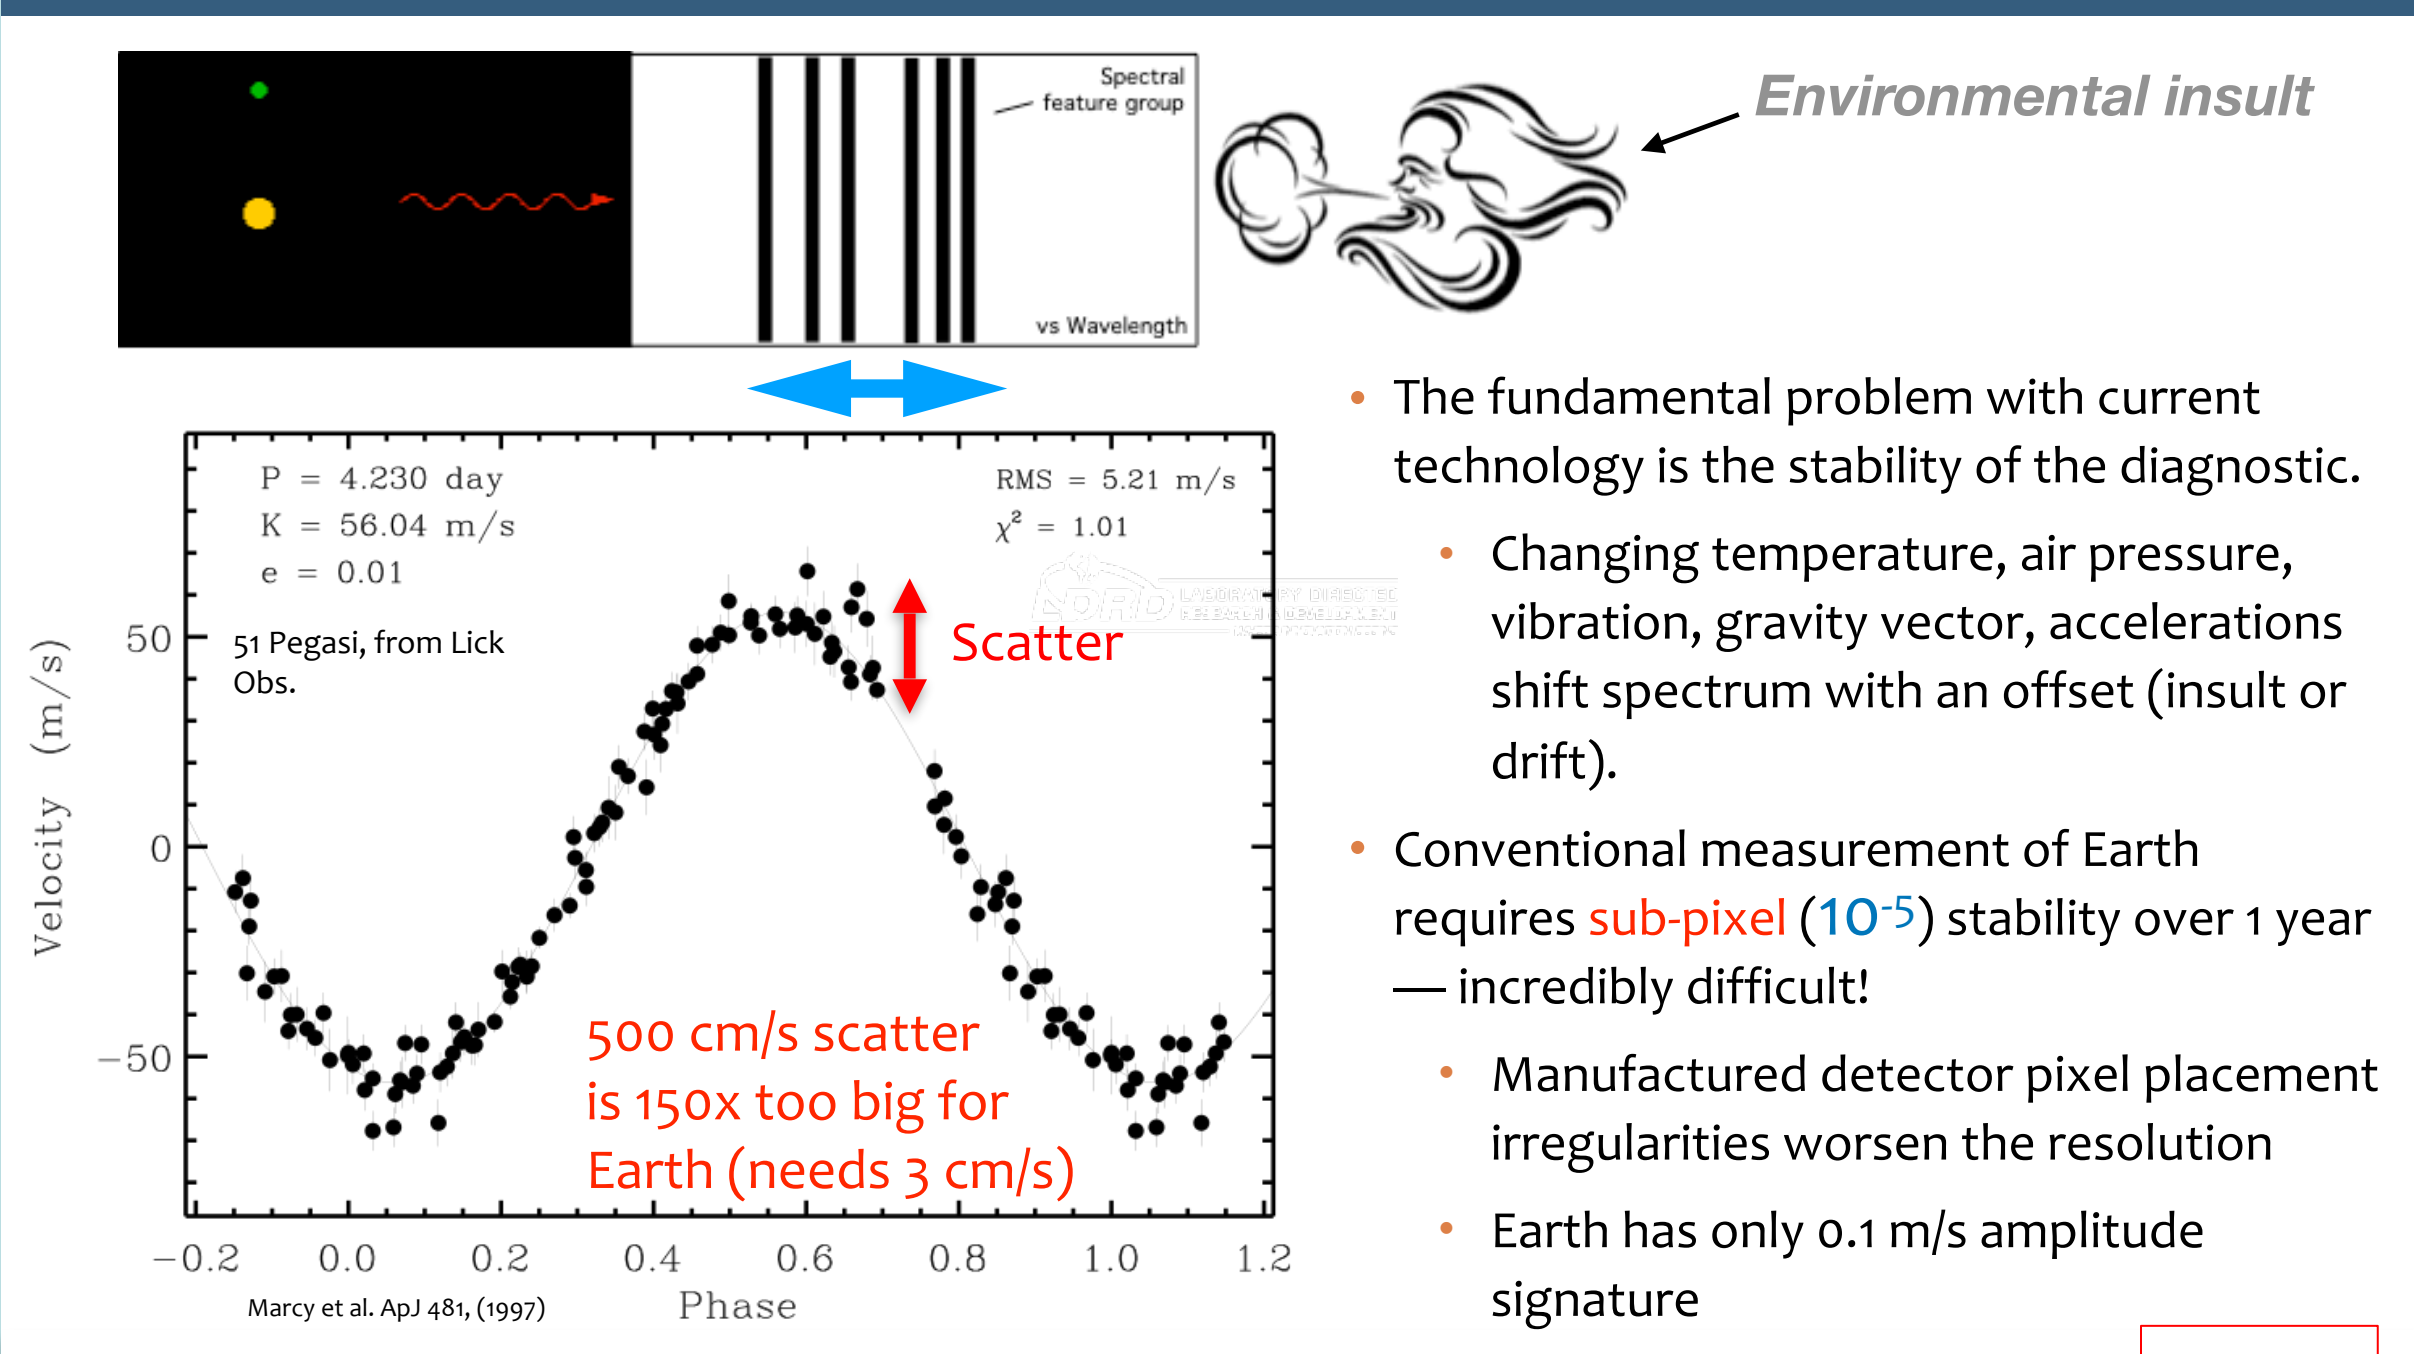 Spectral
feature group
vs Wavelength
Environmental insult
P = 4.230 day
K = 56.04 m/s
e = 0.01
RMS = 5.21 m/s
χ² = 1.01
51 Pegasi, from Lick
Obs.
Scatter
LDRD
LABORATORY DIRECTED
RESEARCH & DEVELOPMENT
500 cm/s scatter
is 150x too big for
Earth (needs 3 cm/s)
Velocity (m/s)
50
0
−50
−0.2 0.0 0.2 0.4 0.6 0.8 1.0 1.2
Phase
Marcy et al. ApJ 481, (1997)
• The fundamental problem with current
technology is the stability of the diagnostic.
• Changing temperature, air pressure,
vibration, gravity vector, accelerations
shift spectrum with an offset (insult or
drift).
• Conventional measurement of Earth
requires sub-pixel (10⁻⁵) stability over 1 year
— incredibly difficult!
• Manufactured detector pixel placement
irregularities worsen the resolution
• Earth has only 0.1 m/s amplitude
signature